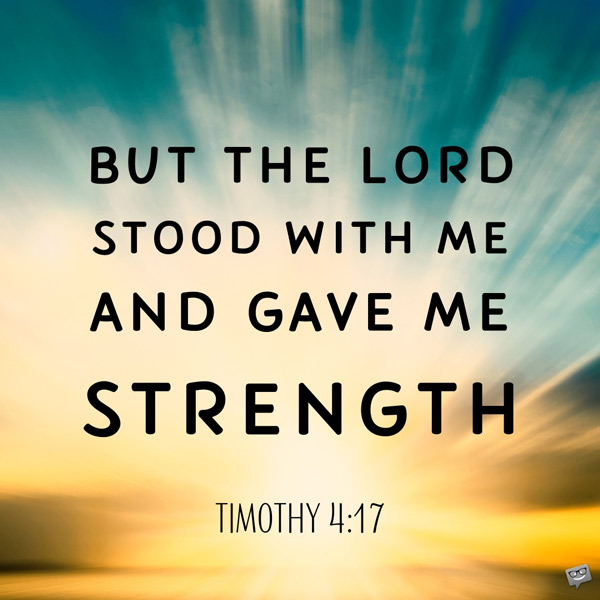 BUT THE LORD
STOOD WITH ME
AND GAVE ME
STRENGTH
TIMOTHY 4:17